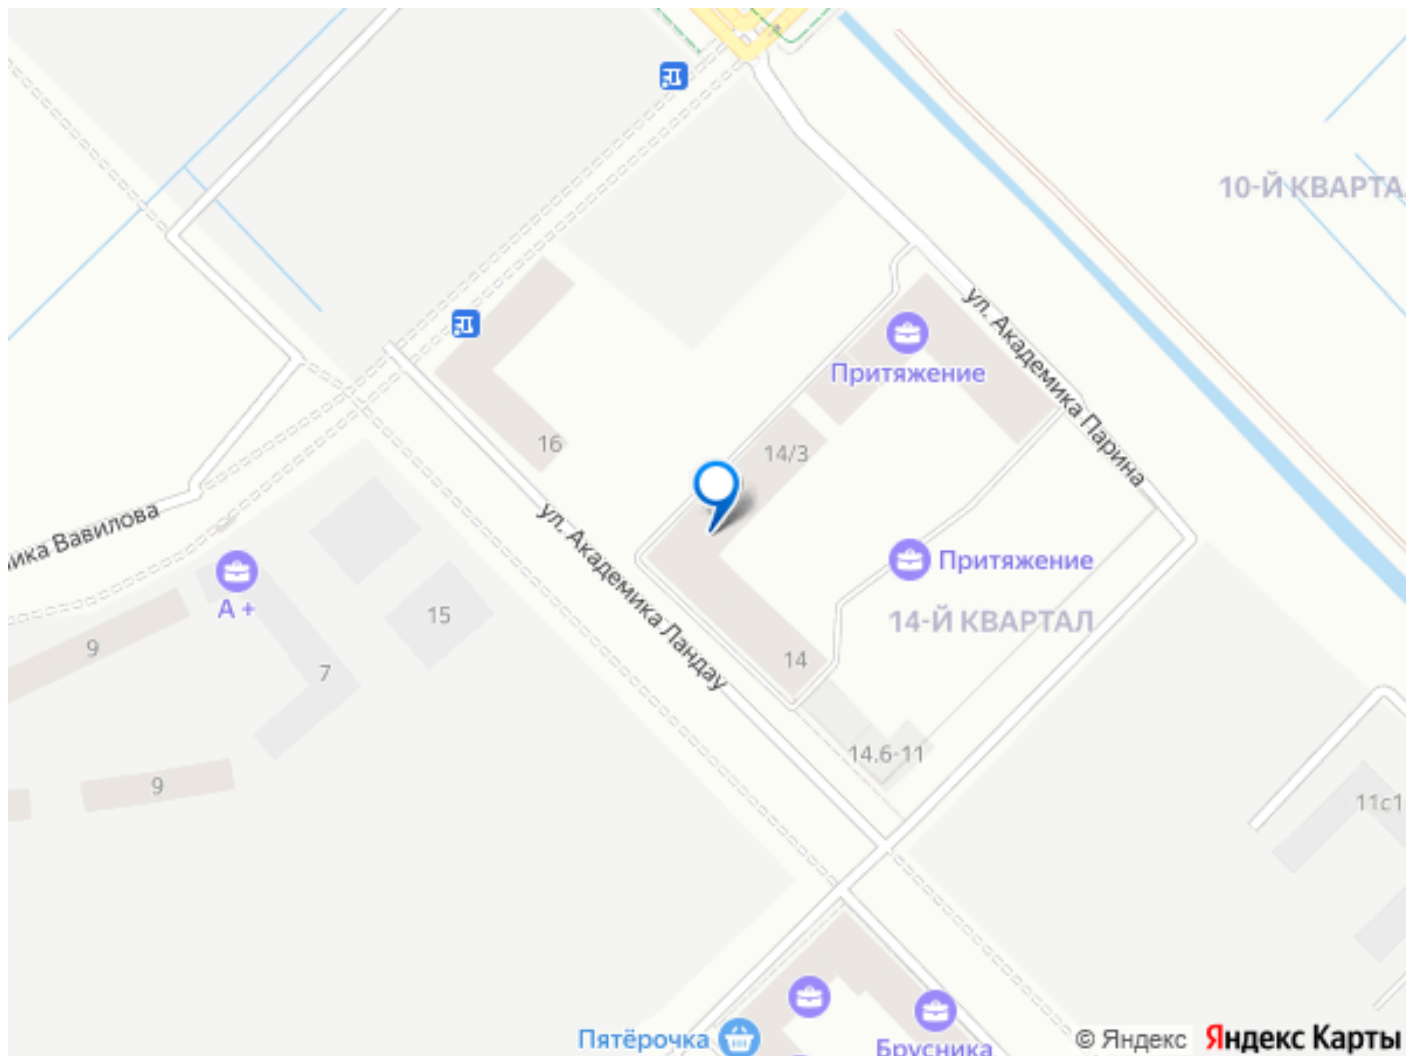 10-Й КВАРТА
ул. Академика Парина
Притяжение
16
14/3
ика Вавилова
ул. Академика Ландау
Притяжение
А +
15
14-Й КВАРТАЛ
9
14
7
14.6-11
9
11с1
Пятёрочка
Брусника
© Яндекс Яндекс Карты